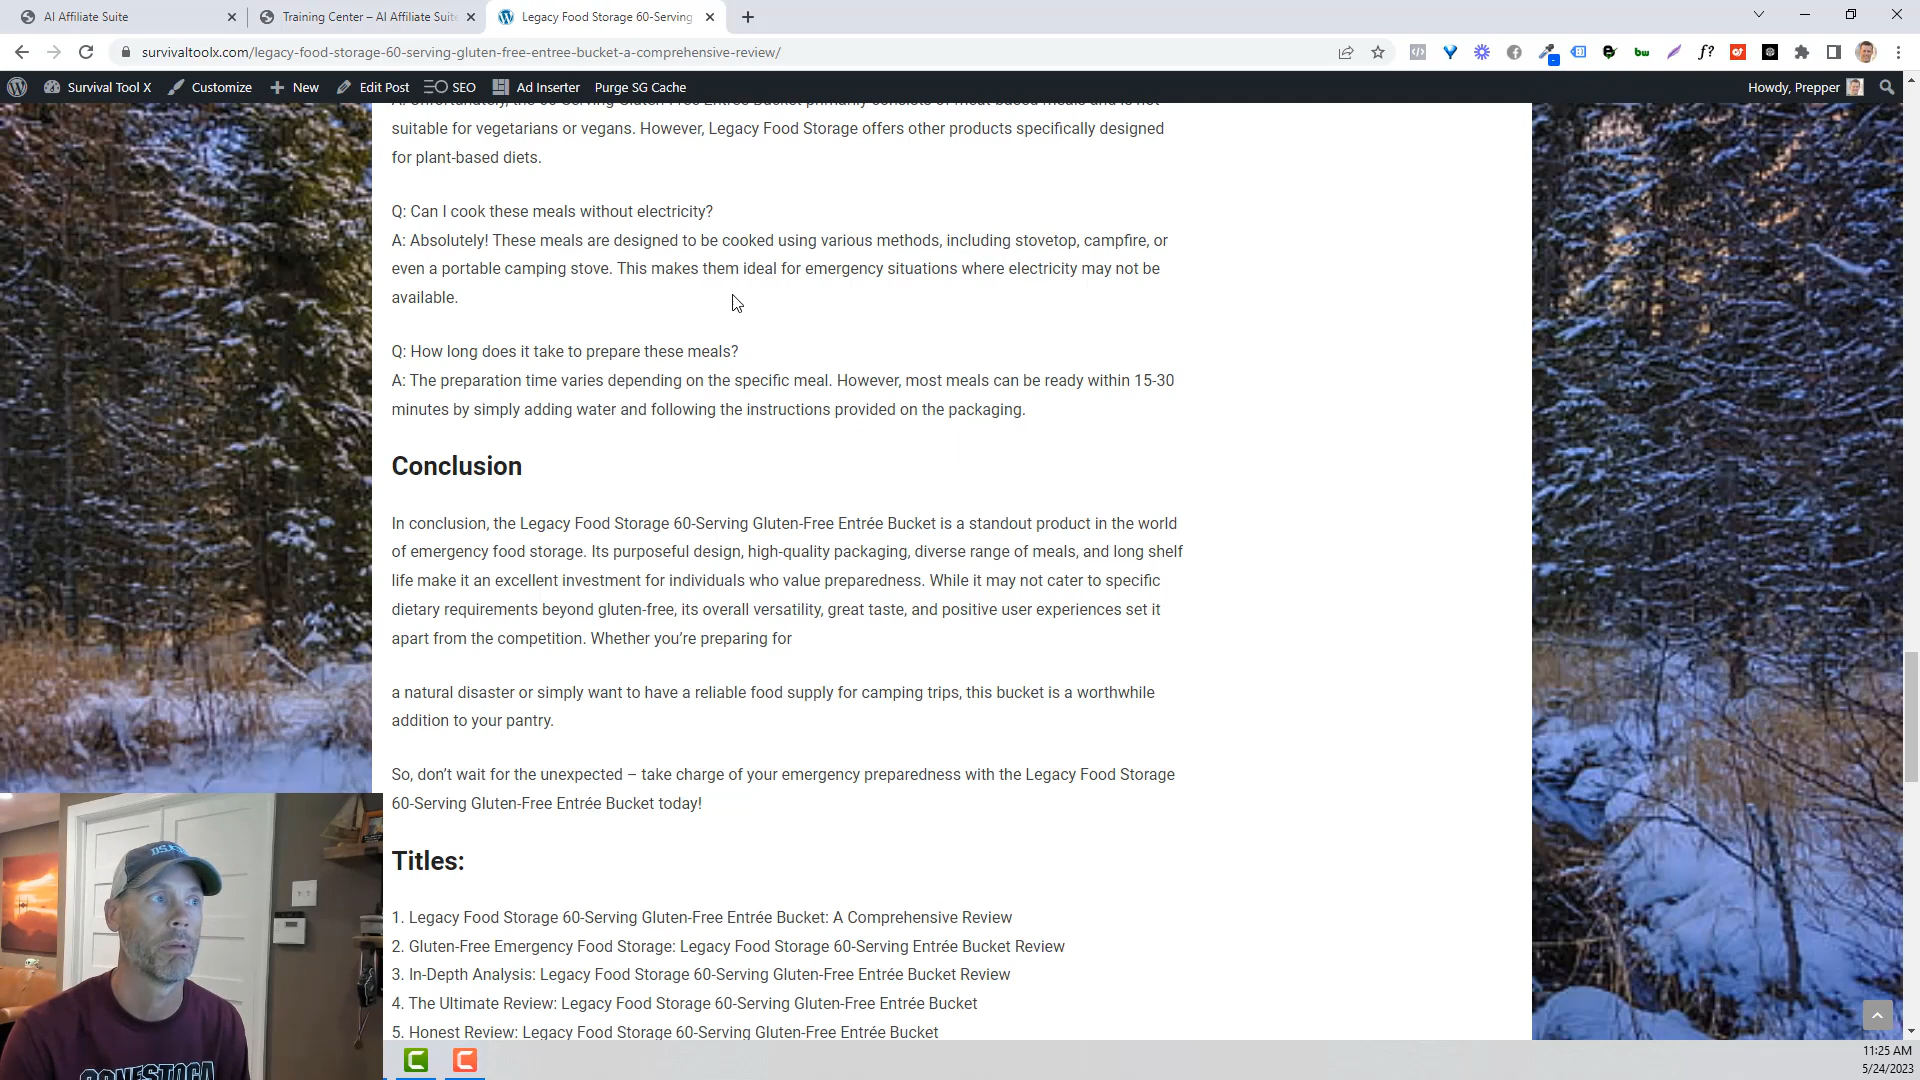 AI Affiliate Suite
Training Center – AI Affiliate Suite
Legacy Food Storage 60-Serving
survivaltoolx.com/legacy-food-storage-60-serving-gluten-free-entree-bucket-a-comprehensive-review/
Survival Tool X
Customize
New
Edit Post
SEO
Ad Inserter
Purge SG Cache
Howdy, Prepper
suitable for vegetarians or vegans. However, Legacy Food Storage offers other products specifically designed
for plant-based diets.
Q: Can I cook these meals without electricity?
A: Absolutely! These meals are designed to be cooked using various methods, including stovetop, campfire, or
even a portable camping stove. This makes them ideal for emergency situations where electricity may not be
available.
Q: How long does it take to prepare these meals?
A: The preparation time varies depending on the specific meal. However, most meals can be ready within 15-30
minutes by simply adding water and following the instructions provided on the packaging.
Conclusion
In conclusion, the Legacy Food Storage 60-Serving Gluten-Free Entrée Bucket is a standout product in the world
of emergency food storage. Its purposeful design, high-quality packaging, diverse range of meals, and long shelf
life make it an excellent investment for individuals who value preparedness. While it may not cater to specific
dietary requirements beyond gluten-free, its overall versatility, great taste, and positive user experiences set it
apart from the competition. Whether you're preparing for
a natural disaster or simply want to have a reliable food supply for camping trips, this bucket is a worthwhile
addition to your pantry.
So, don't wait for the unexpected – take charge of your emergency preparedness with the Legacy Food Storage
60-Serving Gluten-Free Entrée Bucket today!
Titles:
1. Legacy Food Storage 60-Serving Gluten-Free Entrée Bucket: A Comprehensive Review
2. Gluten-Free Emergency Food Storage: Legacy Food Storage 60-Serving Entrée Bucket Review
3. In-Depth Analysis: Legacy Food Storage 60-Serving Gluten-Free Entrée Bucket Review
4. The Ultimate Review: Legacy Food Storage 60-Serving Gluten-Free Entrée Bucket
5. Honest Review: Legacy Food Storage 60-Serving Gluten-Free Entrée Bucket
11:25 AM
5/24/2023